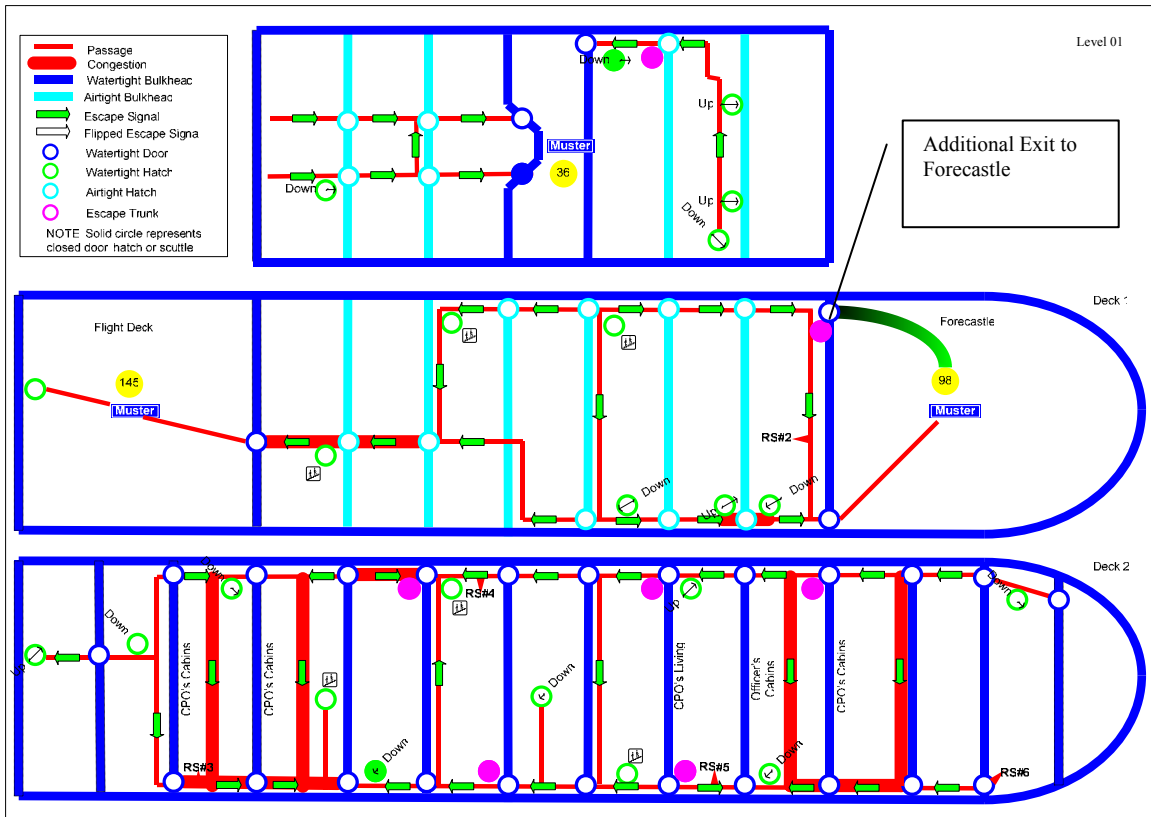 Level 01
Passage
Congestion
Watertight Bulkheac
Airtight Bulkheac
Escape Signal
Flipped Escape Signa
Watertight Door
Watertight Hatch
Airtight Hatch
Escape Trunk
NOTE Solid circle represents
closed door hatch or scuttle
Down
Muster
36
Down
Up
Up
Down
Additional Exit to
Forecastle
Deck 1
Flight Deck
145
Muster
Forecastle
98
Muster
RS#2
Down
Up
Down
Deck 2
Down
Down
Up
CPO's Cabins
CPO's Cabins
RS#3
Down
RS#4
Down
Up
CPO's Living
Officer's
Cabins
CPO's Cabins
RS#5
Down
Down
RS#6